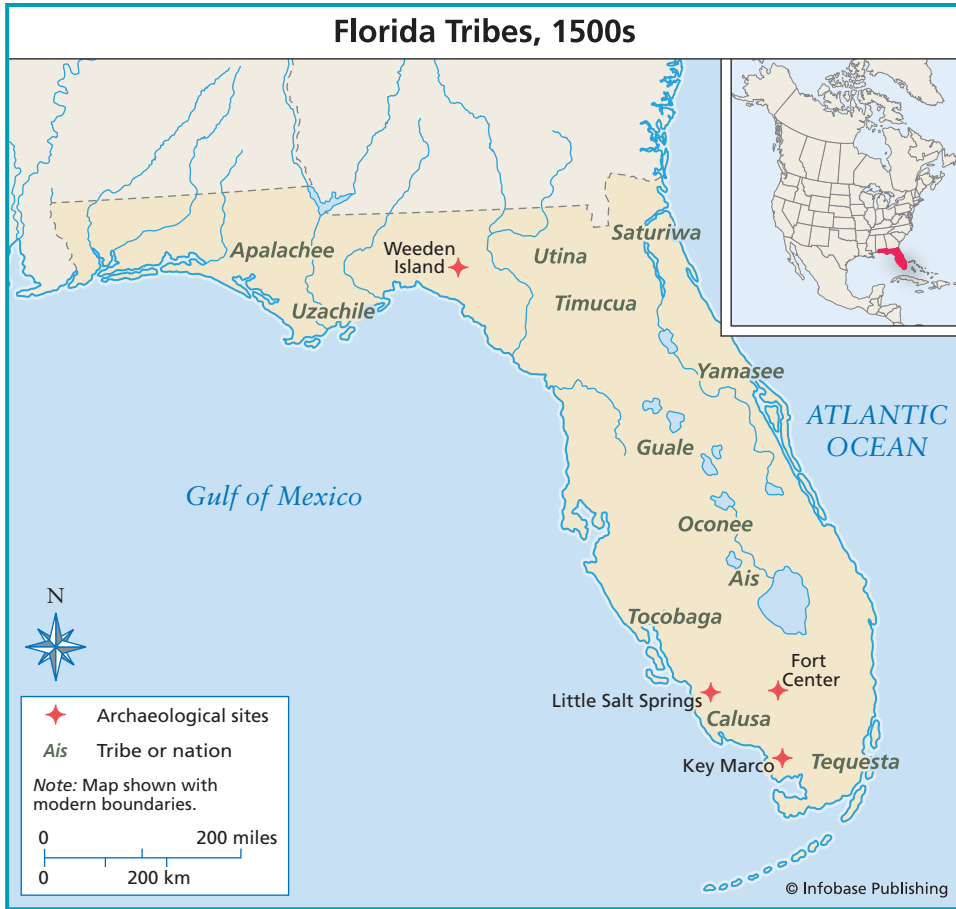 Florida Tribes, 1500s
Saturiwa
Apalachee
Weeden
Island
Utina
Uzachile
Timucua
Yamasee
ATLANTIC
OCEAN
Guale
Gulf of Mexico
Oconee
Ais
N
Tocobaga
Fort
Center
Little Salt Springs
Calusa
Key Marco
Tequesta
Archaeological sites
Ais Tribe or nation
Note: Map shown with
modern boundaries.
0 200 miles
0 200 km
© Infobase Publishing